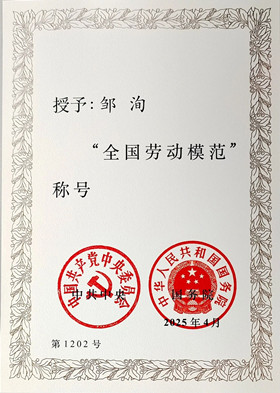 授予:邹 洵
“全国劳动模范”
称号
中国共产党中央委员会
中华人民共和国国务院
中共中央
国务院
2025年4月
第1202号